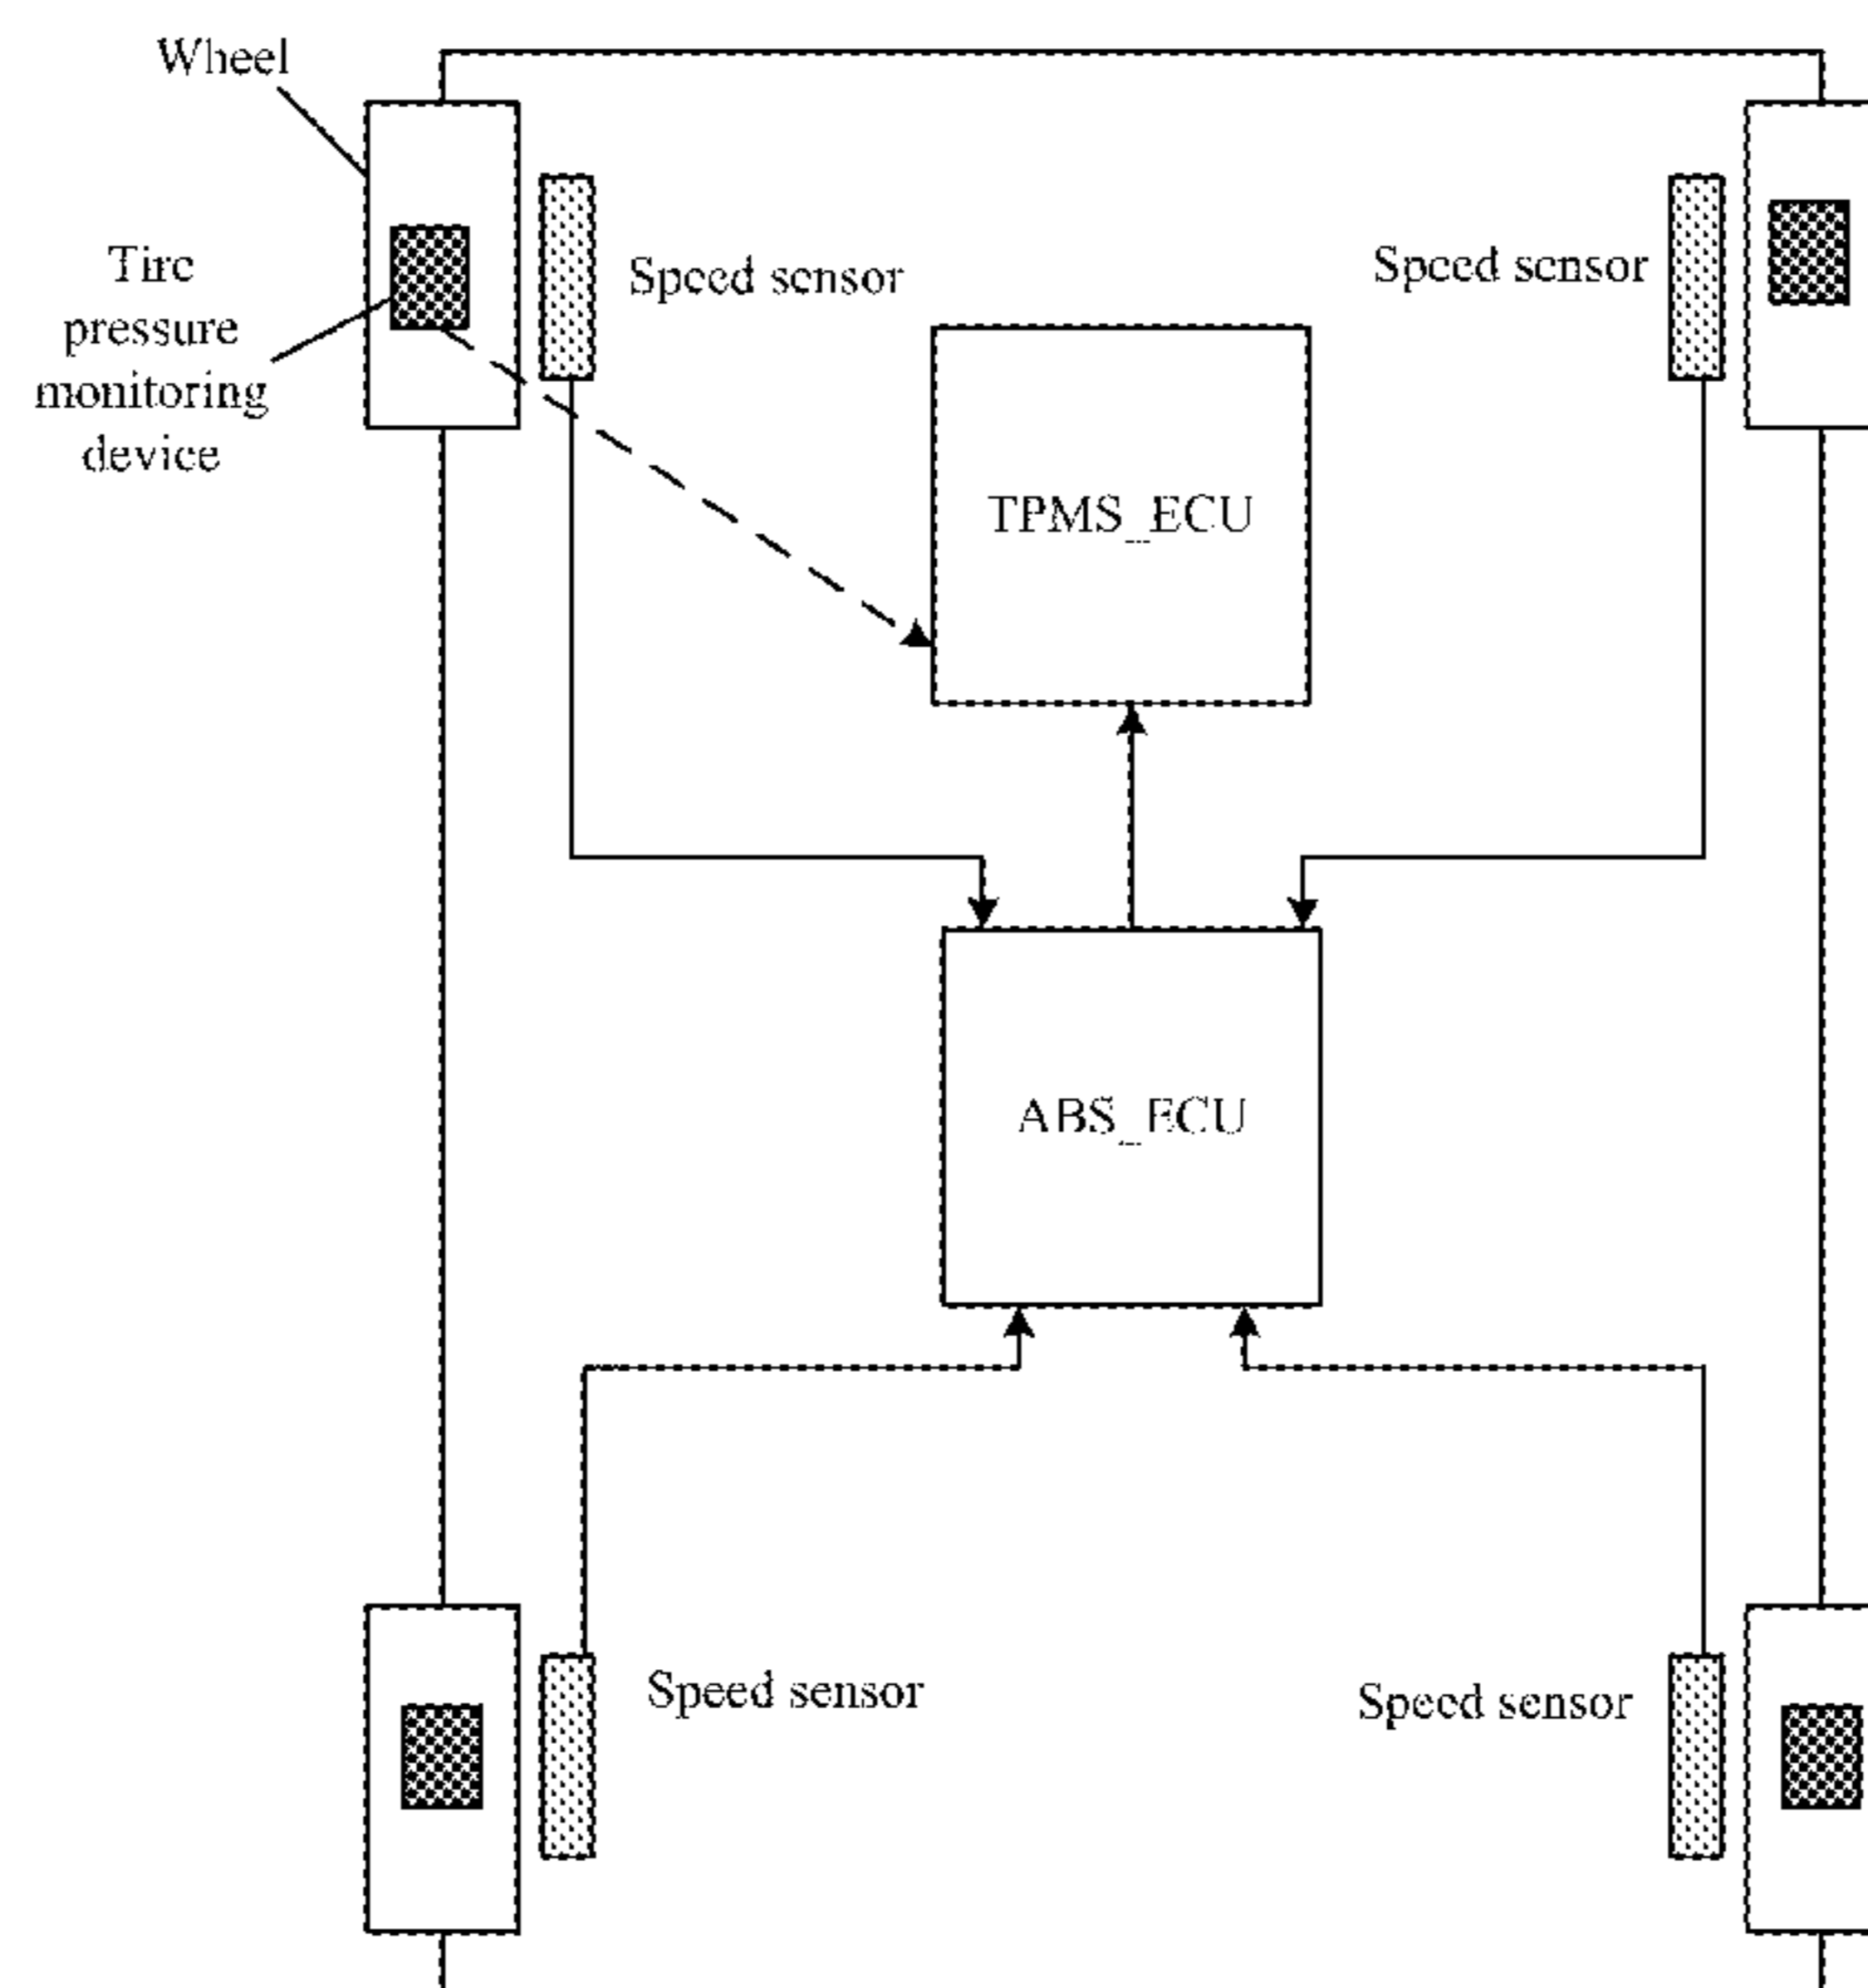 Wheel
Tire
pressure
monitoring
device
Speed sensor
Speed sensor
TPMS_ECU
ABS_ECU
Speed sensor
Speed sensor